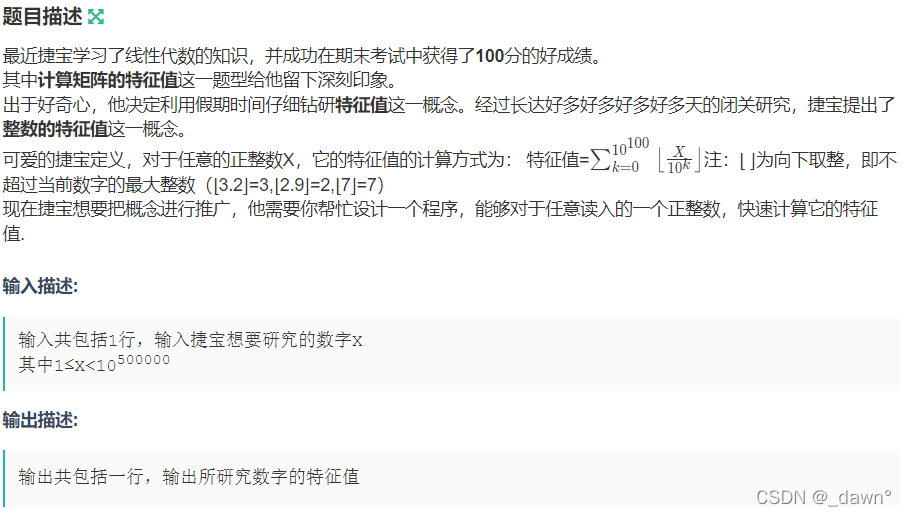 题目描述
最近捷宝学习了线性代数的知识，并成功在期末考试中获得了100分的好成绩。
其中计算矩阵的特征值这一题型给他留下深刻印象。
出于好奇心，他决定利用假期时间仔细钻研特征值这一概念。经过长达好多好多好多好多天的闭关研究，捷宝提出了
整数的特征值这一概念。
可爱的捷宝定义，对于任意的正整数X，它的特征值的计算方式为： 特征值=∑_{k=0}^{10^{100}} ⌊X/10^k⌋注：⌊ ⌋为向下取整，即不
超过当前数字的最大整数（⌊3.2⌋=3,⌊2.9⌋=2,⌊7⌋=7）
现在捷宝想要把概念进行推广，他需要你帮忙设计一个程序，能够对于任意读入的一个正整数，快速计算它的特征
值.
输入描述:
输入共包括1行，输入捷宝想要研究的数字X
其中1≤X<10^500000
输出描述:
输出共包括一行，输出所研究数字的特征值
CSDN @_dawn°